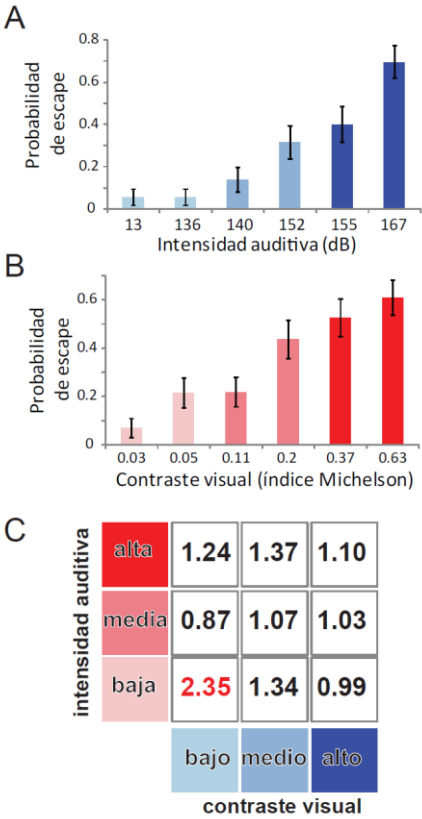 A
Probabilidad
de escape
0.8
0.6
0.4
0.2
0
13 136 140 152 155 167
Intensidad auditiva (dB)
B
Probabilidad
de escape
0.6
0.4
0.2
0
0.03 0.05 0.11 0.2 0.37 0.63
Contraste visual (índice Michelson)
C
intensidad auditiva
alta 1.24 1.37 1.10
media 0.87 1.07 1.03
baja 2.35 1.34 0.99
bajo medio alto
contraste visual